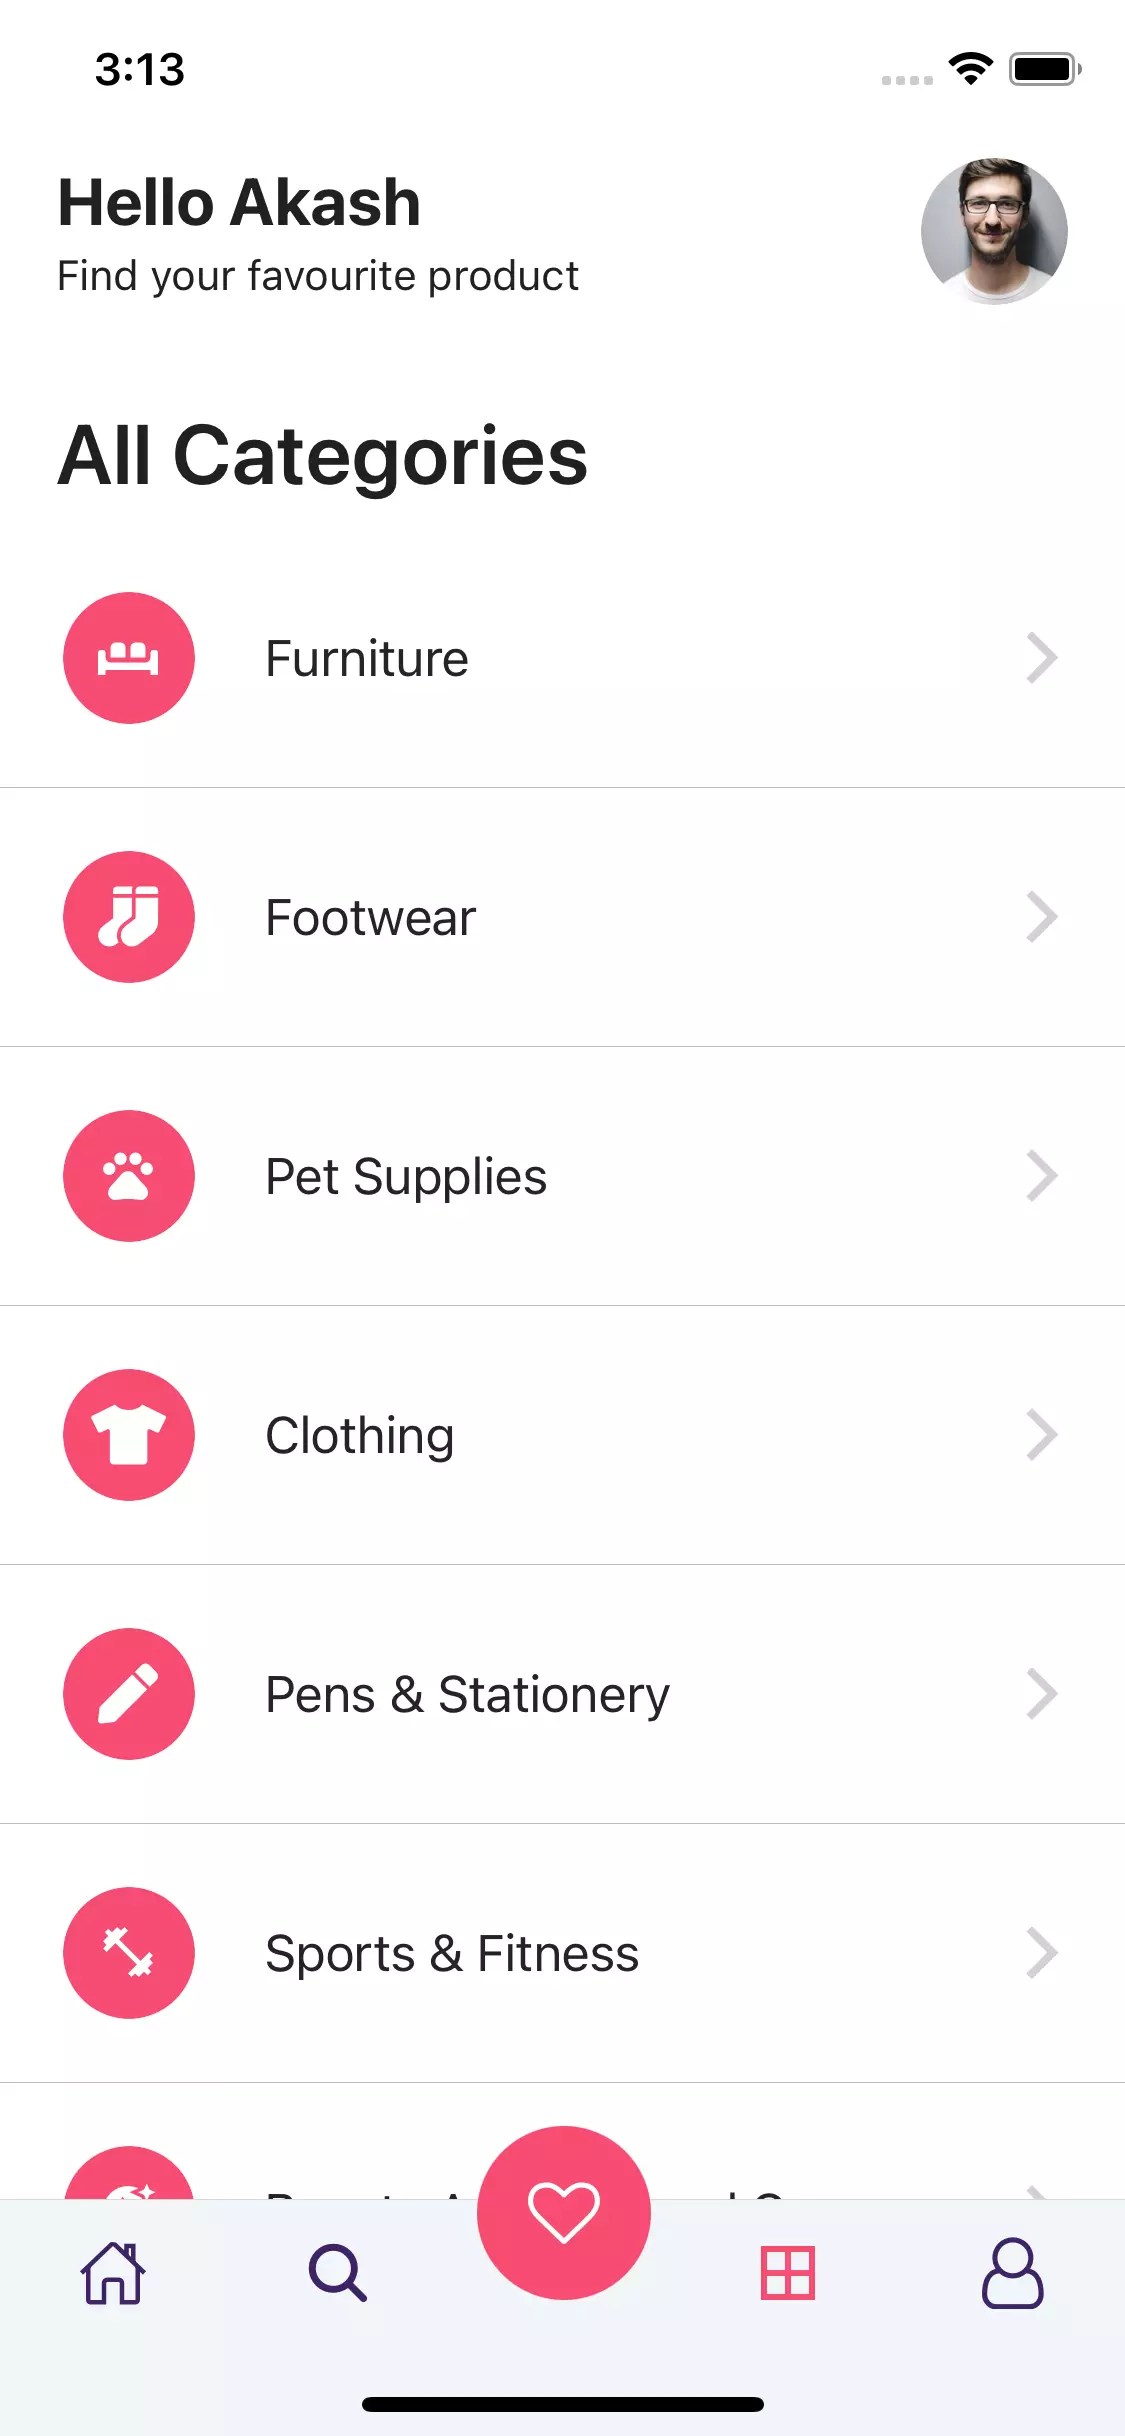 3:13
Hello Akash
Find your favourite product
All Categories
Furniture
Footwear
Pet Supplies
Clothing
Pens & Stationery
Sports & Fitness